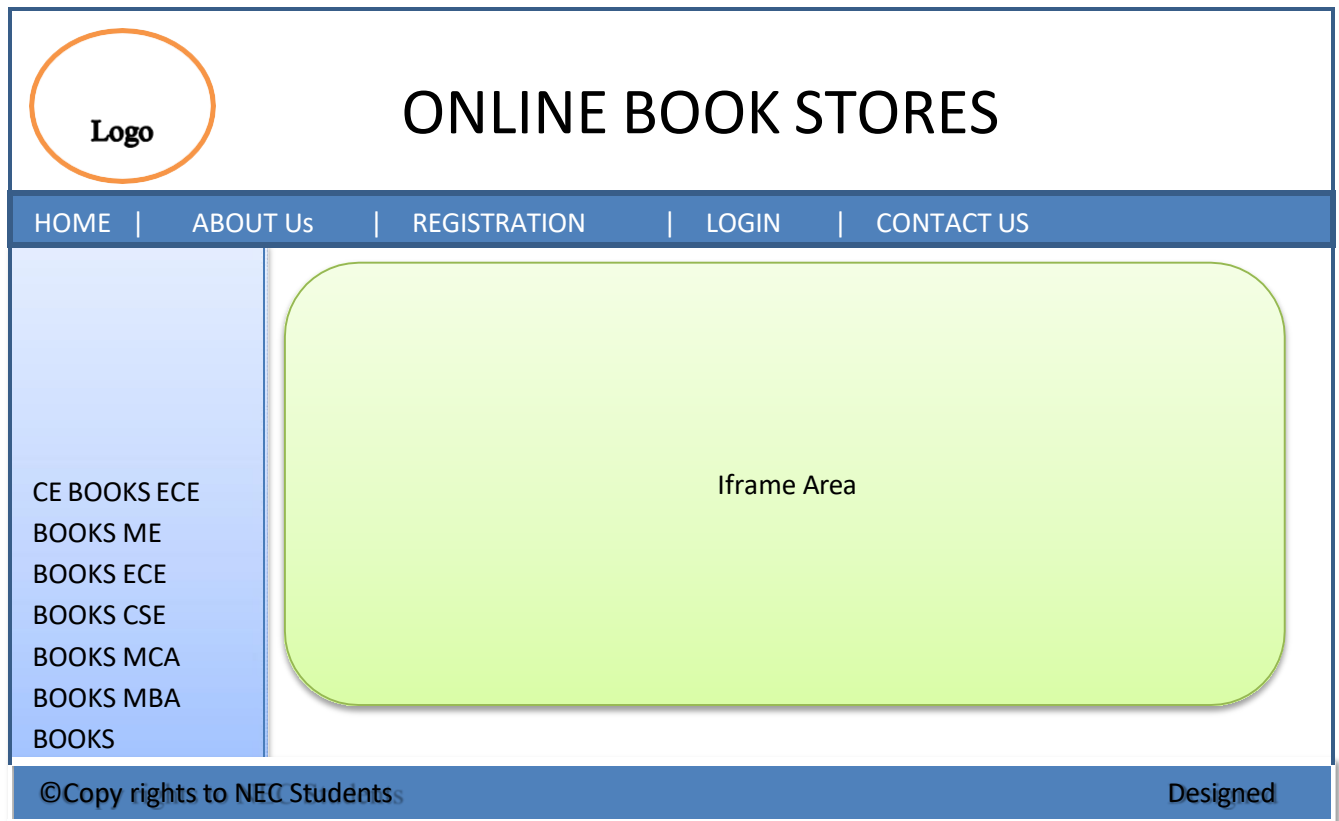 Logo
ONLINE BOOK STORES
HOME | ABOUT Us | REGISTRATION | LOGIN | CONTACT US
CE BOOKS ECE
BOOKS ME
BOOKS ECE
BOOKS CSE
BOOKS MCA
BOOKS MBA
BOOKS
Iframe Area
©Copy rights to NEC Students Designed